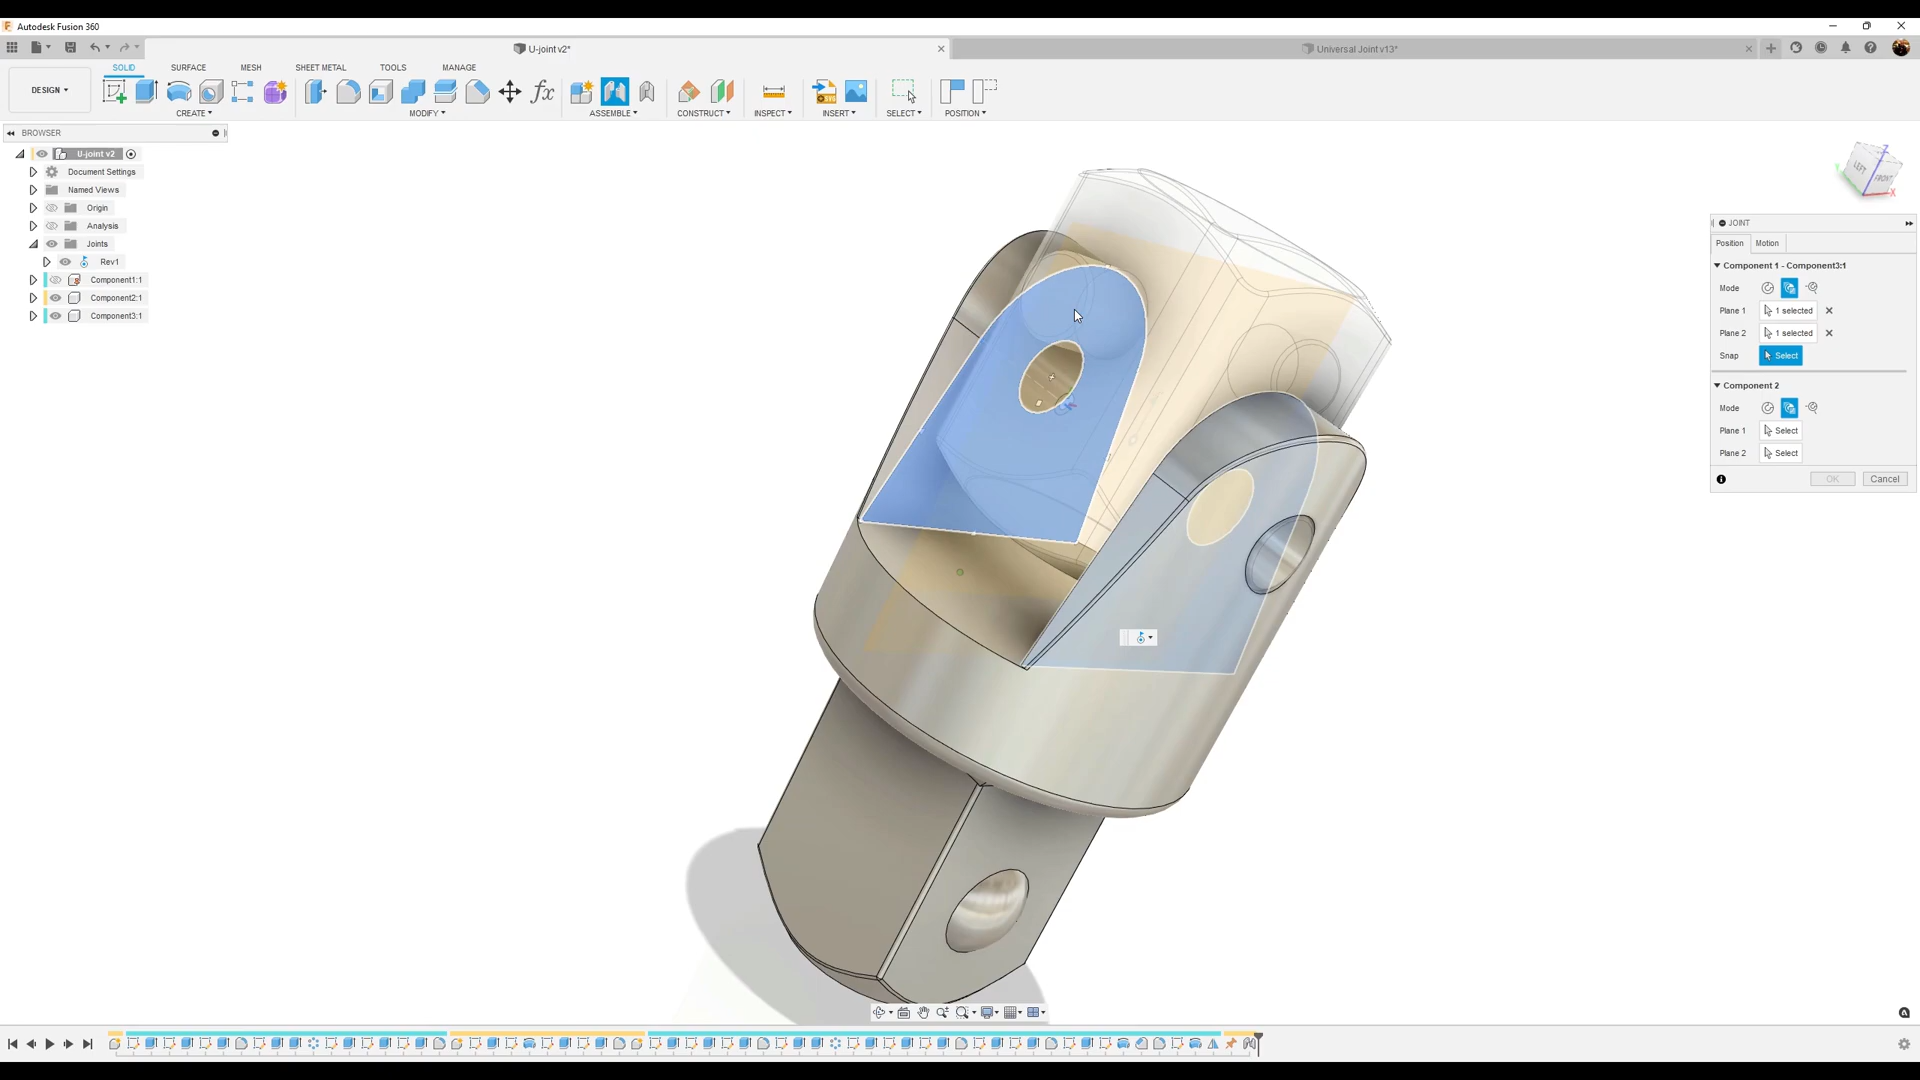 Autodesk Fusion 360
U-joint v2*
Universal Joint v13*
SOLID
SURFACE
MESH
SHEET METAL
TOOLS
MANAGE
DESIGN
CREATE
MODIFY
ASSEMBLE
CONSTRUCT
INSPECT
INSERT
SELECT
POSITION
BROWSER
U-joint v2
Document Settings
Named Views
Origin
Analysis
Joints
Rev1
Component1:1
Component2:1
Component3:1
LEFT
FRONT
Z
X
JOINT
Position
Motion
Component 1 - Component3:1
Mode
Plane 1
1 selected
Plane 2
1 selected
Snap
Select
Component 2
Mode
Plane 1
Select
Plane 2
Select
OK
Cancel